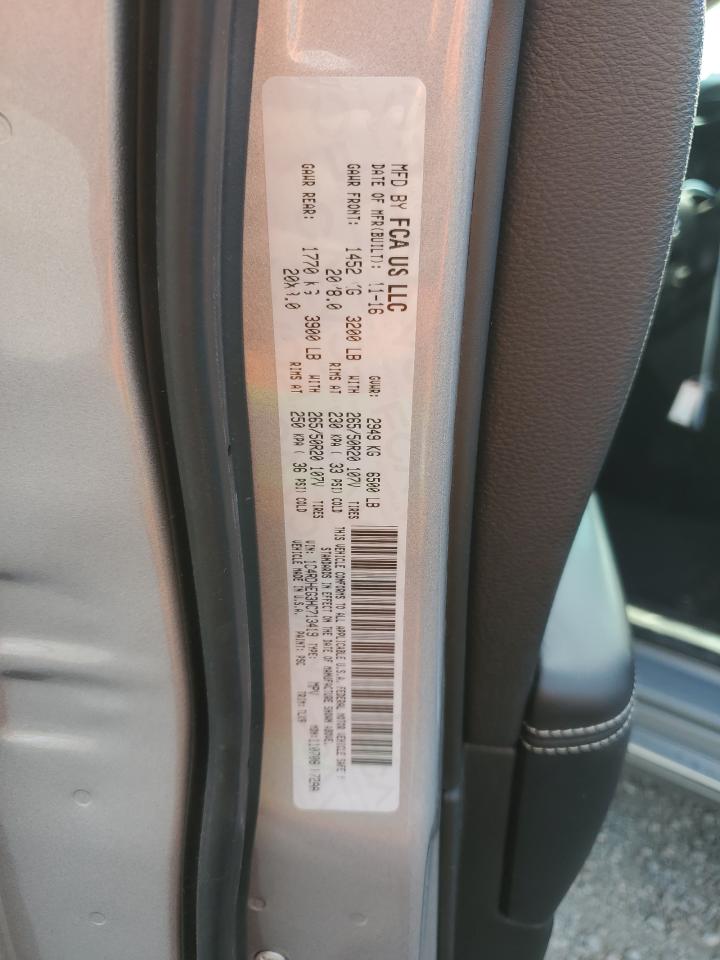 MFD BY FCA US LLC
DATE OF MFR(BUILT): 11-16 GVWR: 2949 KG 6500 LB
GAWR FRONT: 1452 KG 3200 LB WITH 265/50R20 107V TIRES
20X8.0 RIMS AT 230 KPA ( 33 PSI) COLD
GAWR REAR: 1770 KG 3900 LB WITH 265/50R20 107V TIRES
20X8.0 RIMS AT 250 KPA ( 36 PSI) COLD
THIS VEHICLE CONFORMS TO ALL APPLICABLE U.S.A. FEDERAL MOTOR VEHICLE SAFE
STANDARDS IN EFFECT ON THE DATE OF MANUFACTURE SHOWN ABOVE.
VIN: TYPE: MPV
VEHICLE MADE IN U.S.A. PAINT: PSC TRIM: